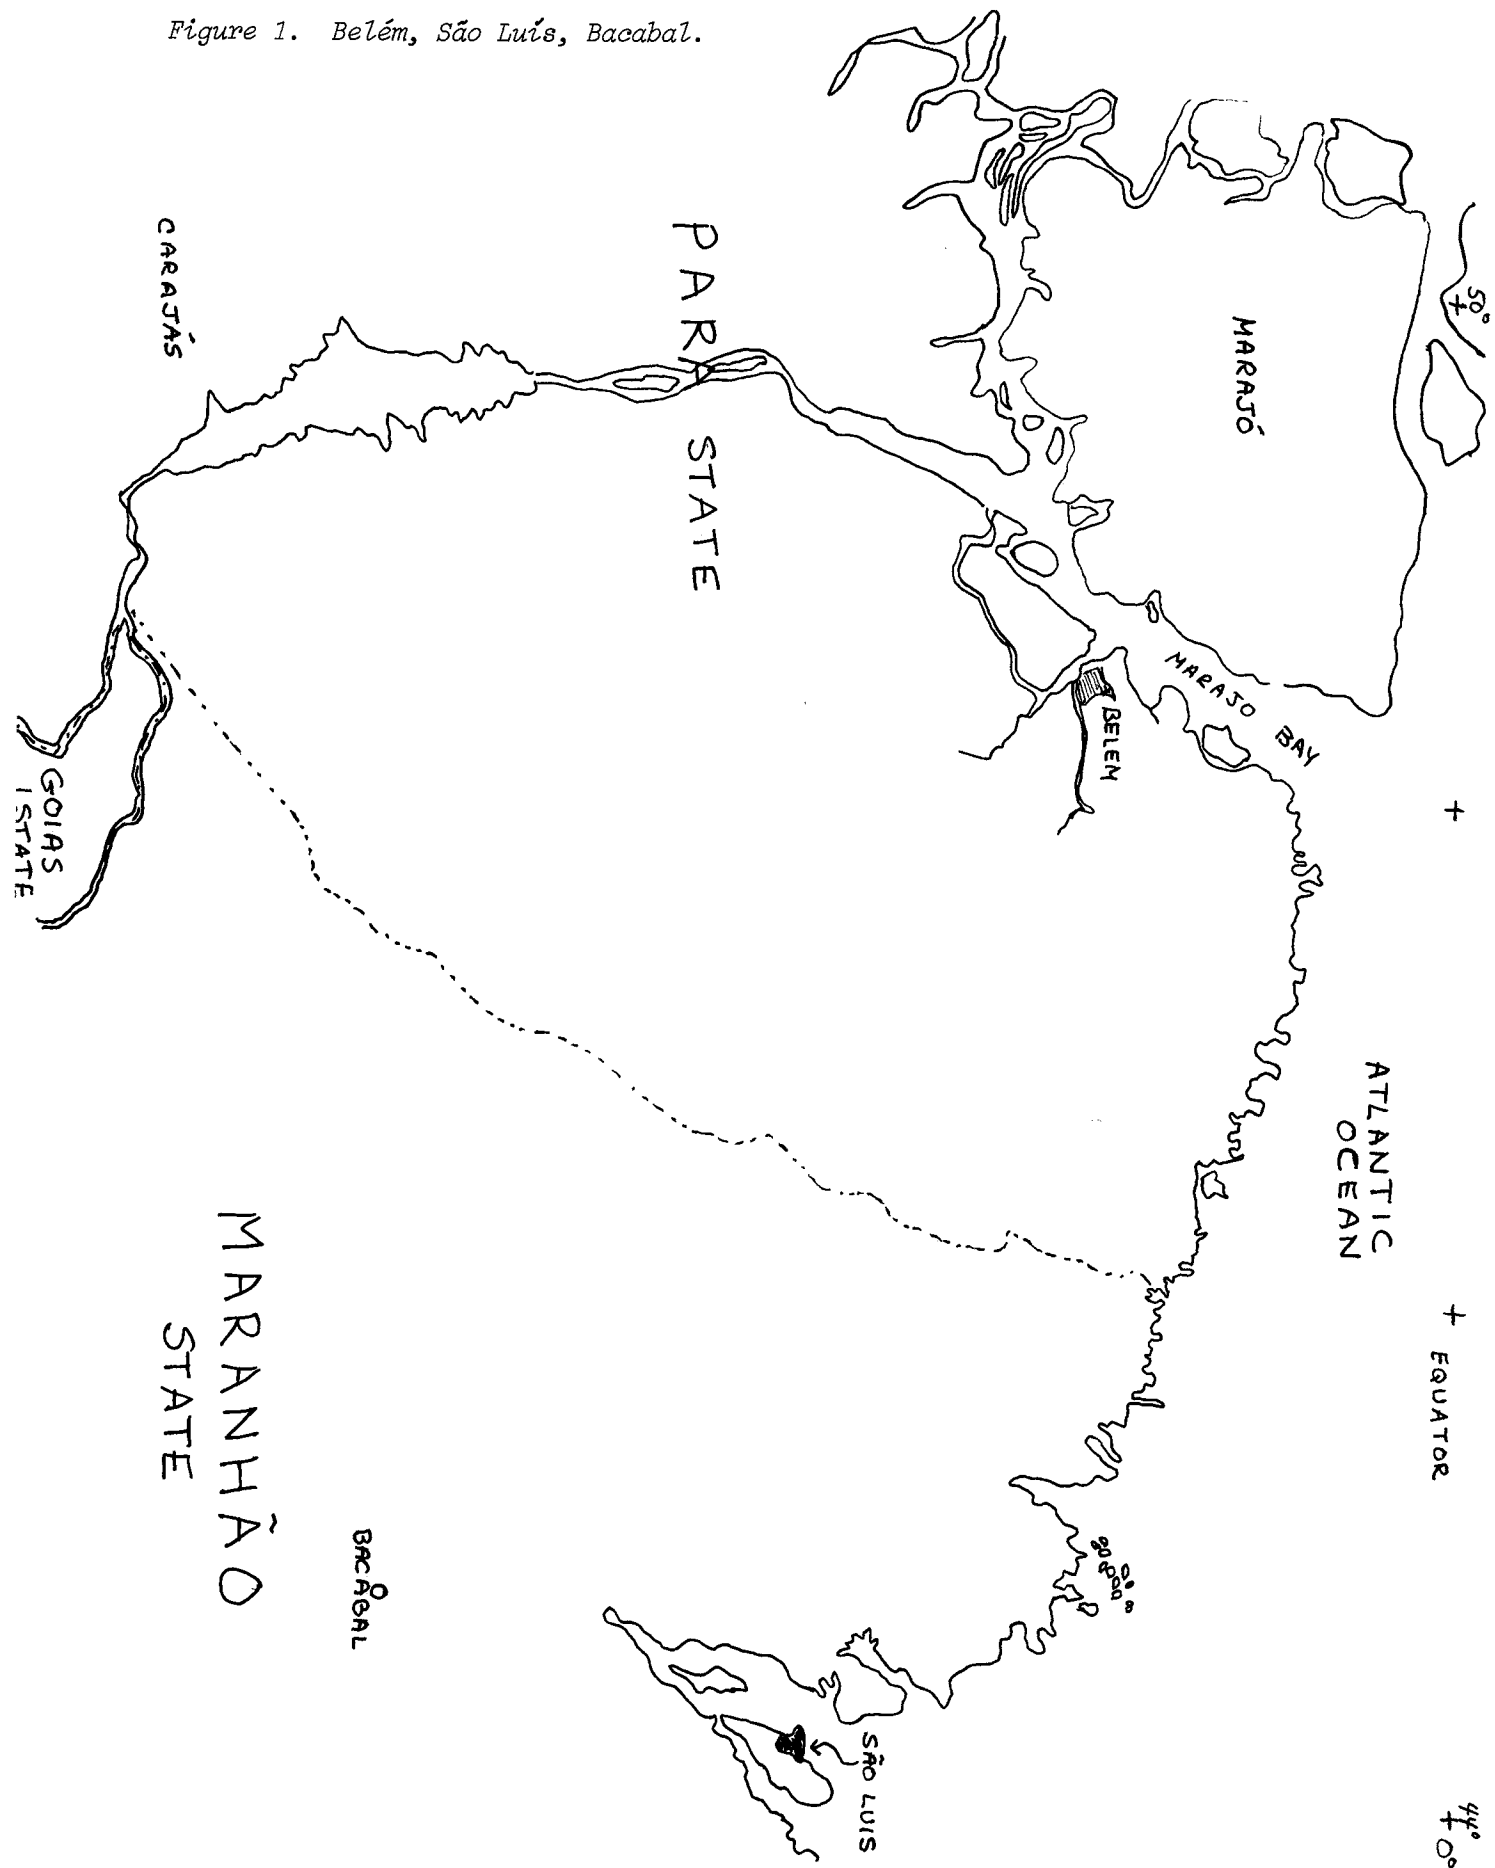 Figure 1. Belém, São Luís, Bacabal.
50°
44°
0°
EQUATOR
ATLANTIC
OCEAN
MARAJÓ
MARAJO BAY
BELEM
SÃO LUIS
PARÁ STATE
BACABAL
CARAJÁS
MARANHÃO
STATE
GOIAS
STATE